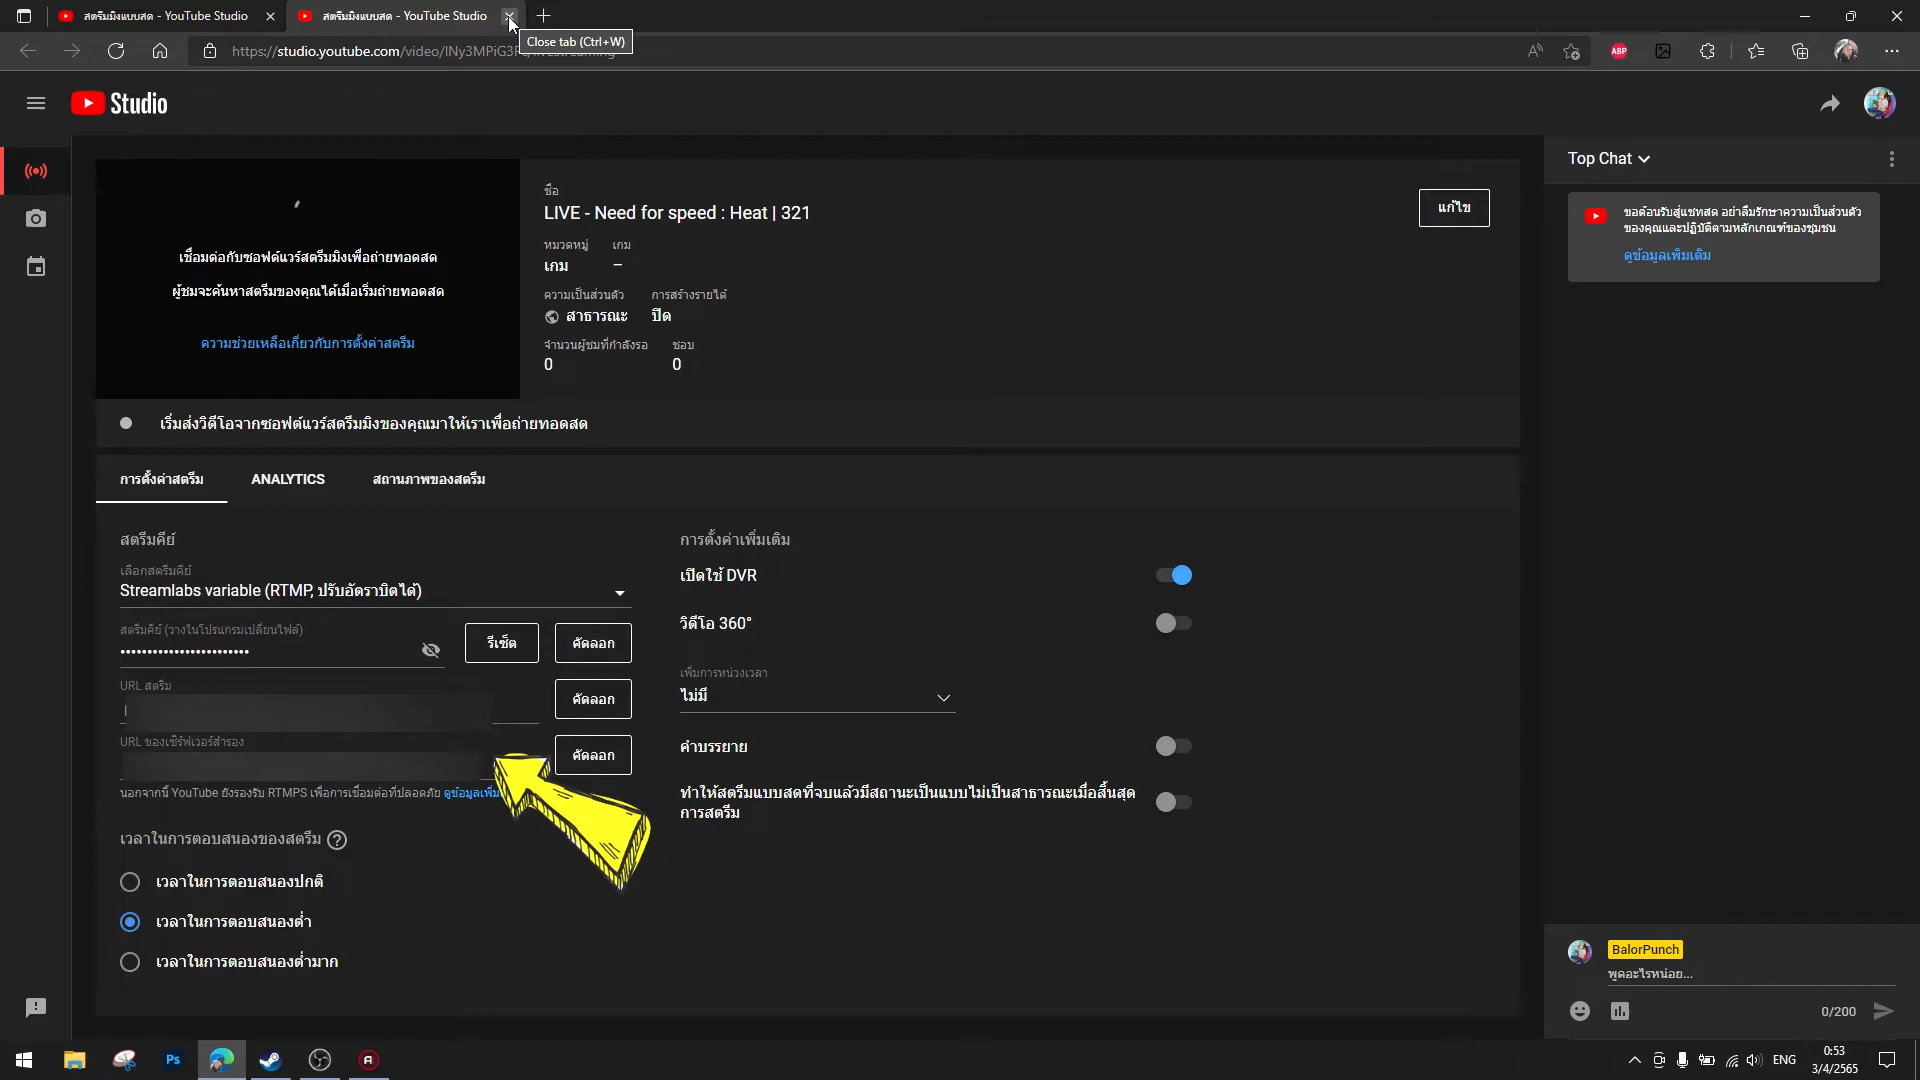 สตรีมมิงแบบสด - YouTube Studio
สตรีมมิงแบบสด - YouTube Studio
Close tab (Ctrl+W)
https://studio.youtube.com/video/
ABP
Studio
เชื่อมต่อกับซอฟต์แวร์สตรีมมิงเพื่อถ่ายทอดสด
ผู้ชมจะค้นหาสตรีมของคุณได้เมื่อเริ่มถ่ายทอดสด
ความช่วยเหลือเกี่ยวกับการตั้งค่าสตรีม
ชื่อ
LIVE - Need for speed : Heat | 321
แก้ไข
หมวดหมู่ เกม
เกม –
ความเป็นส่วนตัว การสร้างรายได้
สาธารณะ ปิด
จำนวนผู้ชมที่กำลังรอ ชอบ
0 0
เริ่มส่งวิดีโอจากซอฟต์แวร์สตรีมมิงของคุณมาให้เราเพื่อถ่ายทอดสด
การตั้งค่าสตรีม ANALYTICS สถานภาพของสตรีม
สตรีมคีย์
เลือกสตรีมคีย์
Streamlabs variable (RTMP, ปรับอัตราบิตได้)
สตรีมคีย์ (วางในโปรแกรมเปลี่ยนไฟล์)
•••••••••••••••••••••••• รีเซ็ต คัดลอก
URL สตรีม
คัดลอก
URL ของเซิร์ฟเวอร์สำรอง
คัดลอก
นอกจากนี้ YouTube ยังรองรับ RTMPS เพื่อการเชื่อมต่อที่ปลอดภัย ดูข้อมูลเพิ่ม
เวลาในการตอบสนองของสตรีม ?
เวลาในการตอบสนองปกติ
เวลาในการตอบสนองต่ำ
เวลาในการตอบสนองต่ำมาก
การตั้งค่าเพิ่มเติม
เปิดใช้ DVR
วิดีโอ 360°
เพิ่มการหน่วงเวลา
ไม่มี
คำบรรยาย
ทำให้สตรีมแบบสดที่จบแล้วมีสถานะเป็นแบบไม่เป็นสาธารณะเมื่อสิ้นสุด
การสตรีม
Top Chat
ขอต้อนรับสู่แชทสด อย่าลืมรักษาความเป็นส่วนตัว
ของคุณและปฏิบัติตามหลักเกณฑ์ของชุมชน
ดูข้อมูลเพิ่มเติม
BalorPunch
พูดอะไรหน่อย...
0/200
Ps
ENG
0:53
3/4/2565